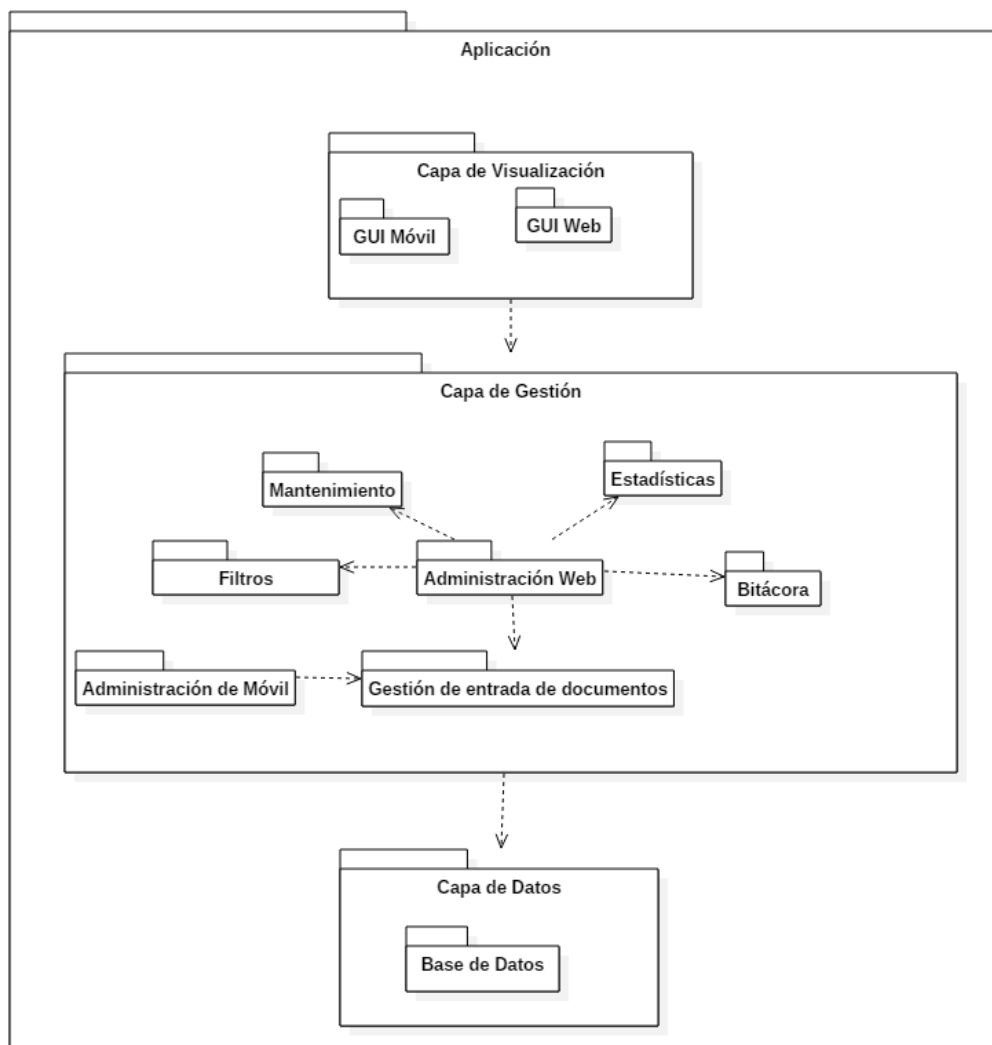 Aplicación
Capa de Visualización
GUI Móvil
GUI Web
Capa de Gestión
Mantenimiento
Estadísticas
Filtros
Administración Web
Bitácora
Administración de Móvil
Gestión de entrada de documentos
Capa de Datos
Base de Datos